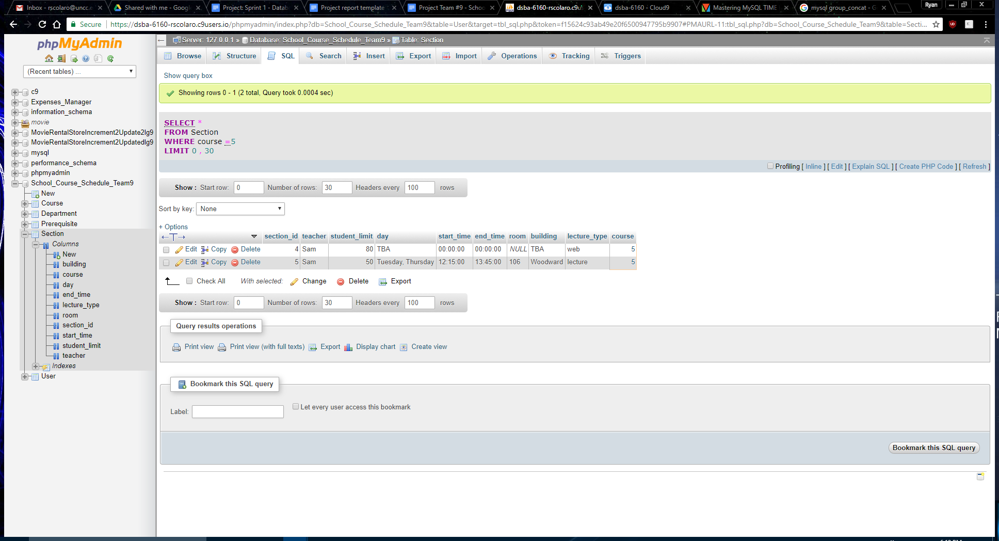 Inbox - rscolaro@uncc.e
Shared with me - Googl
Project: Sprint 1 - Datab
Project report template
Project Team #9 - Schoo
dsba-6160-rscolaro.c9u
dsba-6160 - Cloud9
Mastering MySQL TIME
mysql group_concat - G
Ryan
Secure
https://dsba-6160-rscolaro.c9users.io/phpmyadmin/index.php?db=School_Course_Schedule_Team9&table=User&target=tbl_sql.php&token=f15624c93ab49e20f6500947795b9907#PMAURL-11:tbl_sql.php?db=School_Course_Schedule_Team9&table=Secti...
phpMyAdmin
(Recent tables) ...
c9
Expenses_Manager
information_schema
movie
MovieRentalStoreIncrement2Update2Ig9
MovieRentalStoreIncrement2UpdatedIg9
mysql
performance_schema
phpmyadmin
School_Course_Schedule_Team9
New
Course
Department
Prerequisite
Section
Columns
New
building
course
day
end_time
lecture_type
room
section_id
start_time
student_limit
teacher
Indexes
User
Server: 127.0.0.1 » Database: School_Course_Schedule_Team9 » Table: Section
Browse Structure SQL Search Insert Export Import Operations Tracking Triggers
Show query box
Showing rows 0 - 1 (2 total, Query took 0.0004 sec)
SELECT *
FROM Section
WHERE course =5
LIMIT 0 , 30
Profiling [ Inline ] [ Edit ] [ Explain SQL ] [ Create PHP Code ] [ Refresh ]
Show : Start row: 0 Number of rows: 30 Headers every 100 rows
Sort by key: None
+ Options
section_id teacher student_limit day start_time end_time room building lecture_type course
Edit Copy Delete 4 Sam 80 TBA 00:00:00 00:00:00 NULL TBA web 5
Edit Copy Delete 5 Sam 50 Tuesday, Thursday 12:15:00 13:45:00 106 Woodward lecture 5
Check All With selected: Change Delete Export
Show : Start row: 0 Number of rows: 30 Headers every 100 rows
Query results operations
Print view Print view (with full texts) Export Display chart Create view
Bookmark this SQL query
Label: Let every user access this bookmark
Bookmark this SQL query